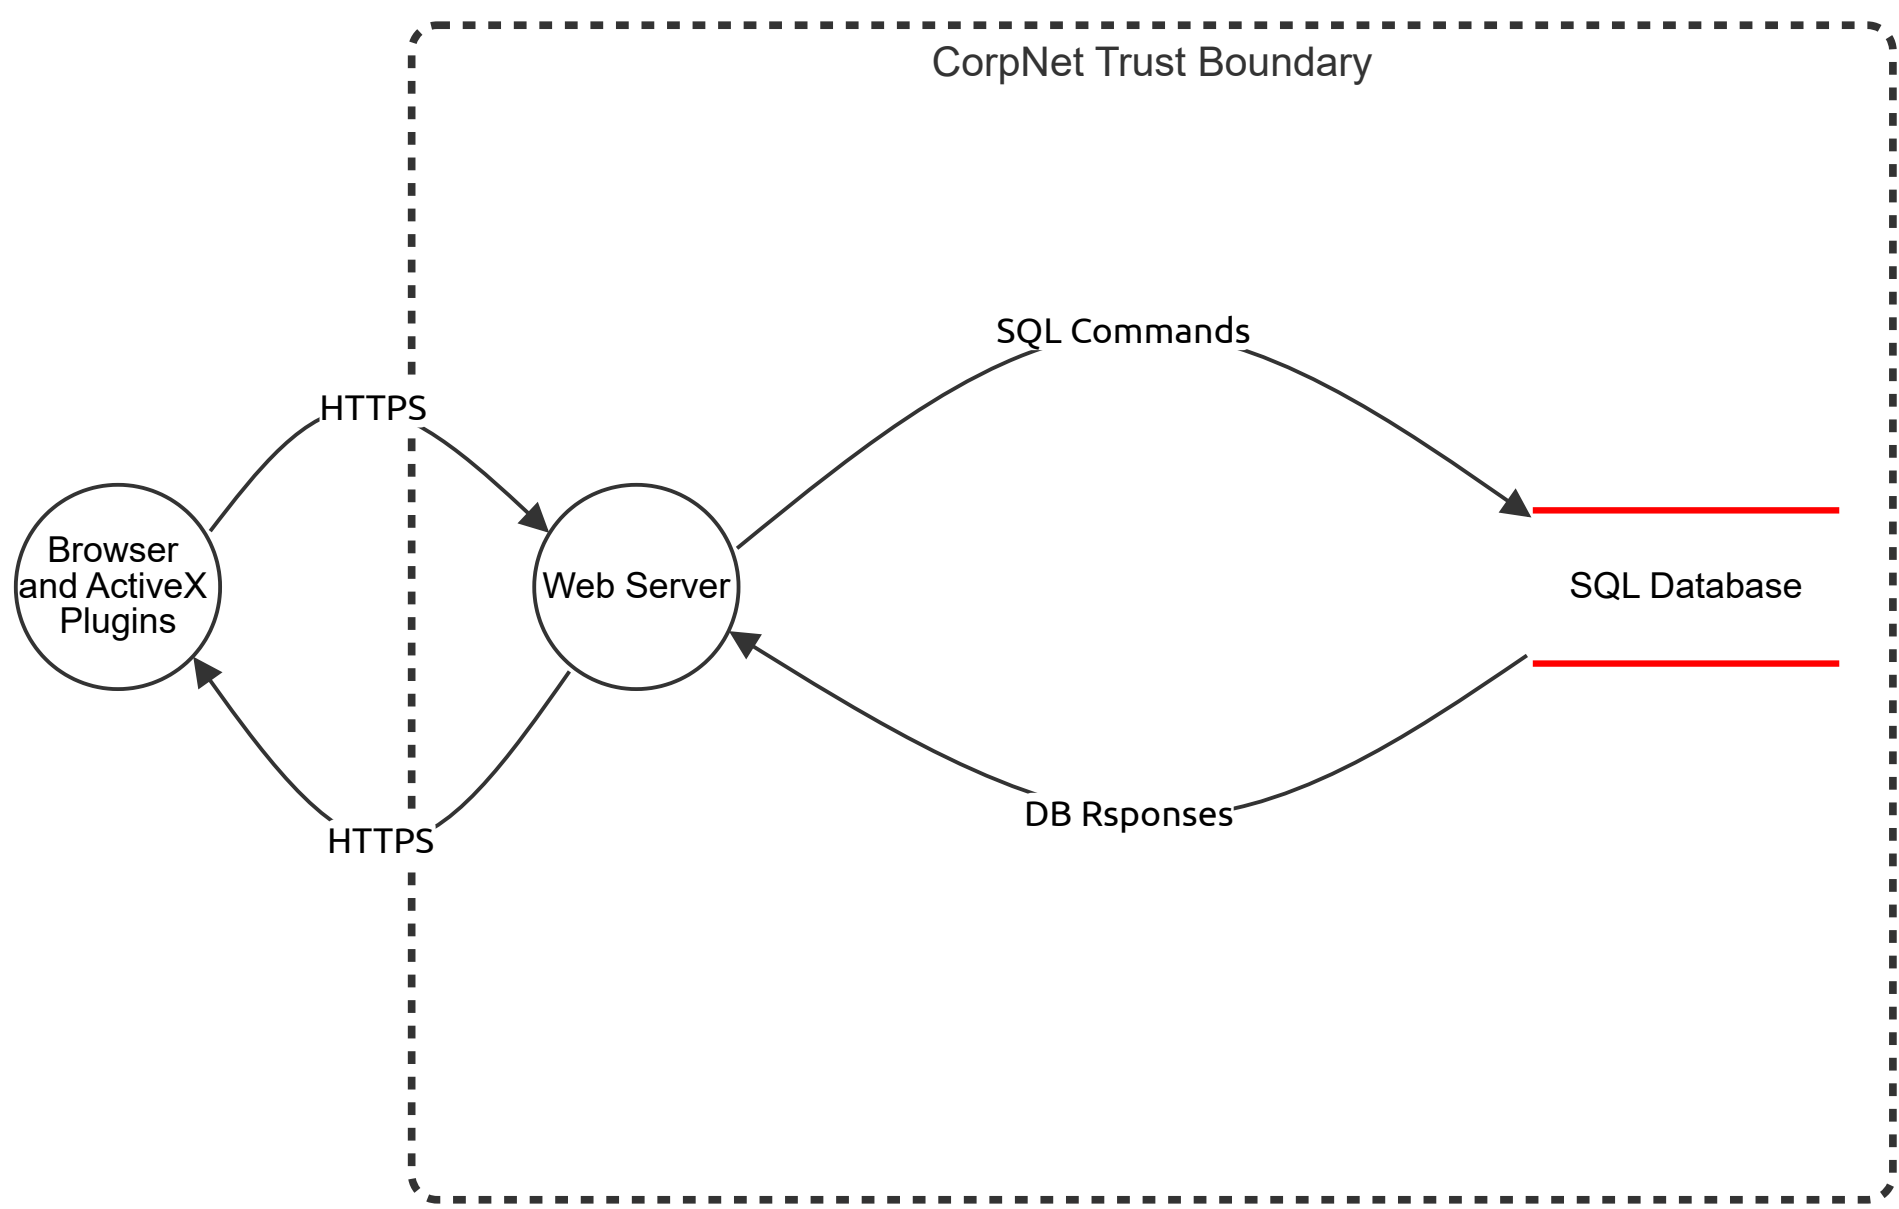 CorpNet Trust Boundary
SQL Commands
HTTPS
Browser
and ActiveX
Plugins
Web Server
SQL Database
DB Rsponses
HTTPS